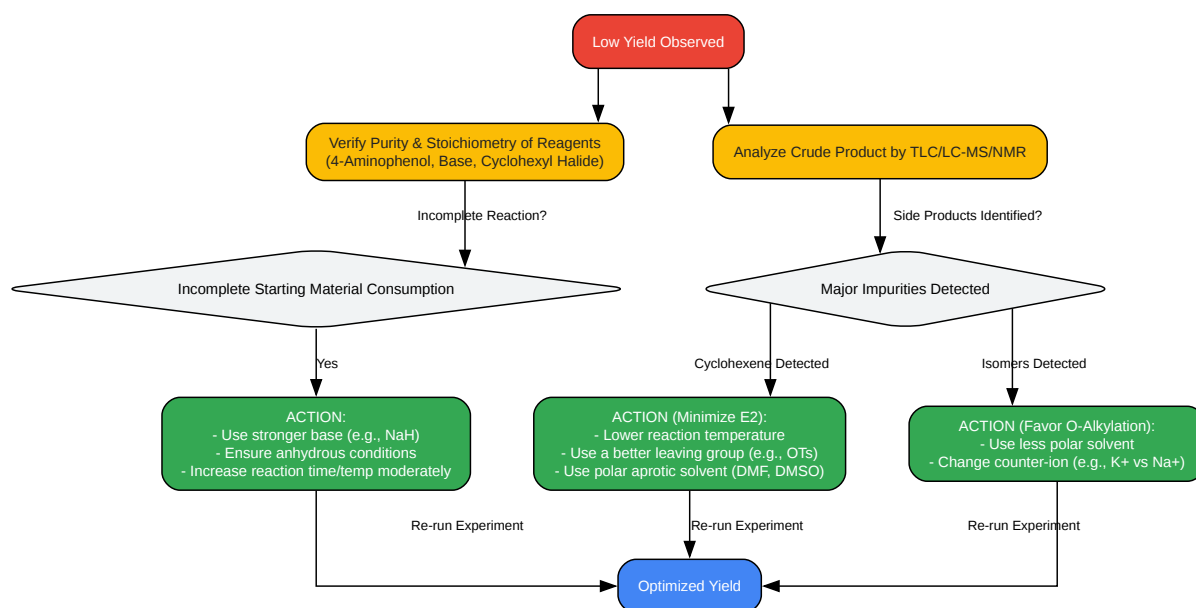 Low Yield Observed
Verify Purity & Stoichiometry of Reagents
(4-Aminophenol, Base, Cyclohexyl Halide)
Analyze Crude Product by TLC/LC-MS/NMR
Incomplete Reaction?
Side Products Identified?
Incomplete Starting Material Consumption
Major Impurities Detected
Yes
Cyclohexene Detected
Isomers Detected
ACTION:
- Use stronger base (e.g., NaH)
- Ensure anhydrous conditions
- Increase reaction time/temp moderately
ACTION (Minimize E2):
- Lower reaction temperature
- Use a better leaving group (e.g., OTs)
- Use polar aprotic solvent (DMF, DMSO)
ACTION (Favor O-Alkylation):
- Use less polar solvent
- Change counter-ion (e.g., K+ vs Na+)
Re-run Experiment
Re-run Experiment
Re-run Experiment
Optimized Yield